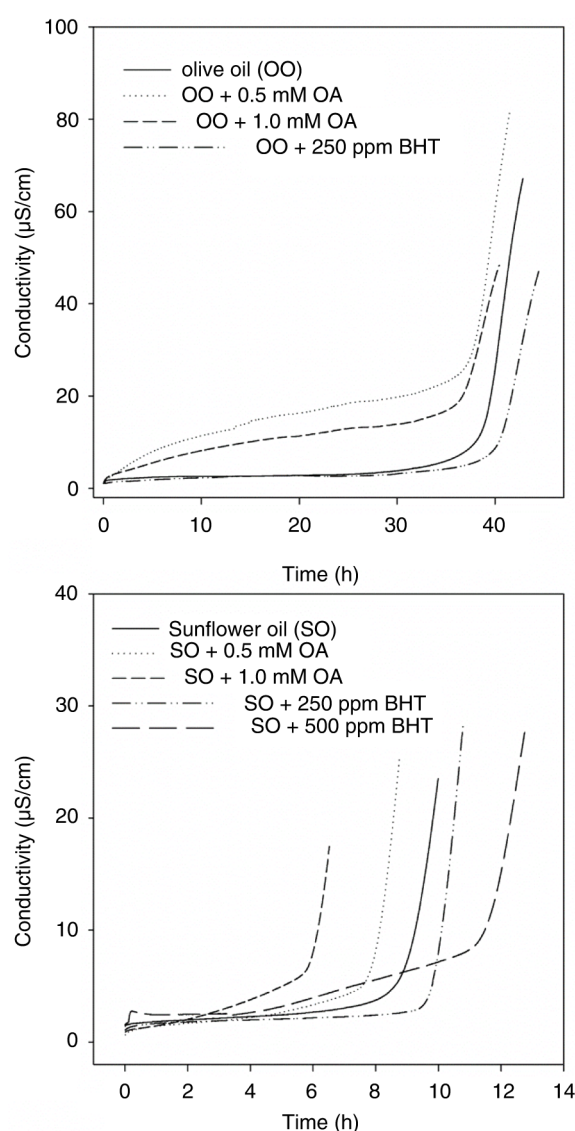 100
80
60
40
20
0
Conductivity (µS/cm)
olive oil (OO)
OO + 0.5 mM OA
OO + 1.0 mM OA
OO + 250 ppm BHT
0 10 20 30 40
Time (h)
40
30
20
10
0
Conductivity (µS/cm)
Sunflower oil (SO)
SO + 0.5 mM OA
SO + 1.0 mM OA
SO + 250 ppm BHT
SO + 500 ppm BHT
0 2 4 6 8 10 12 14
Time (h)